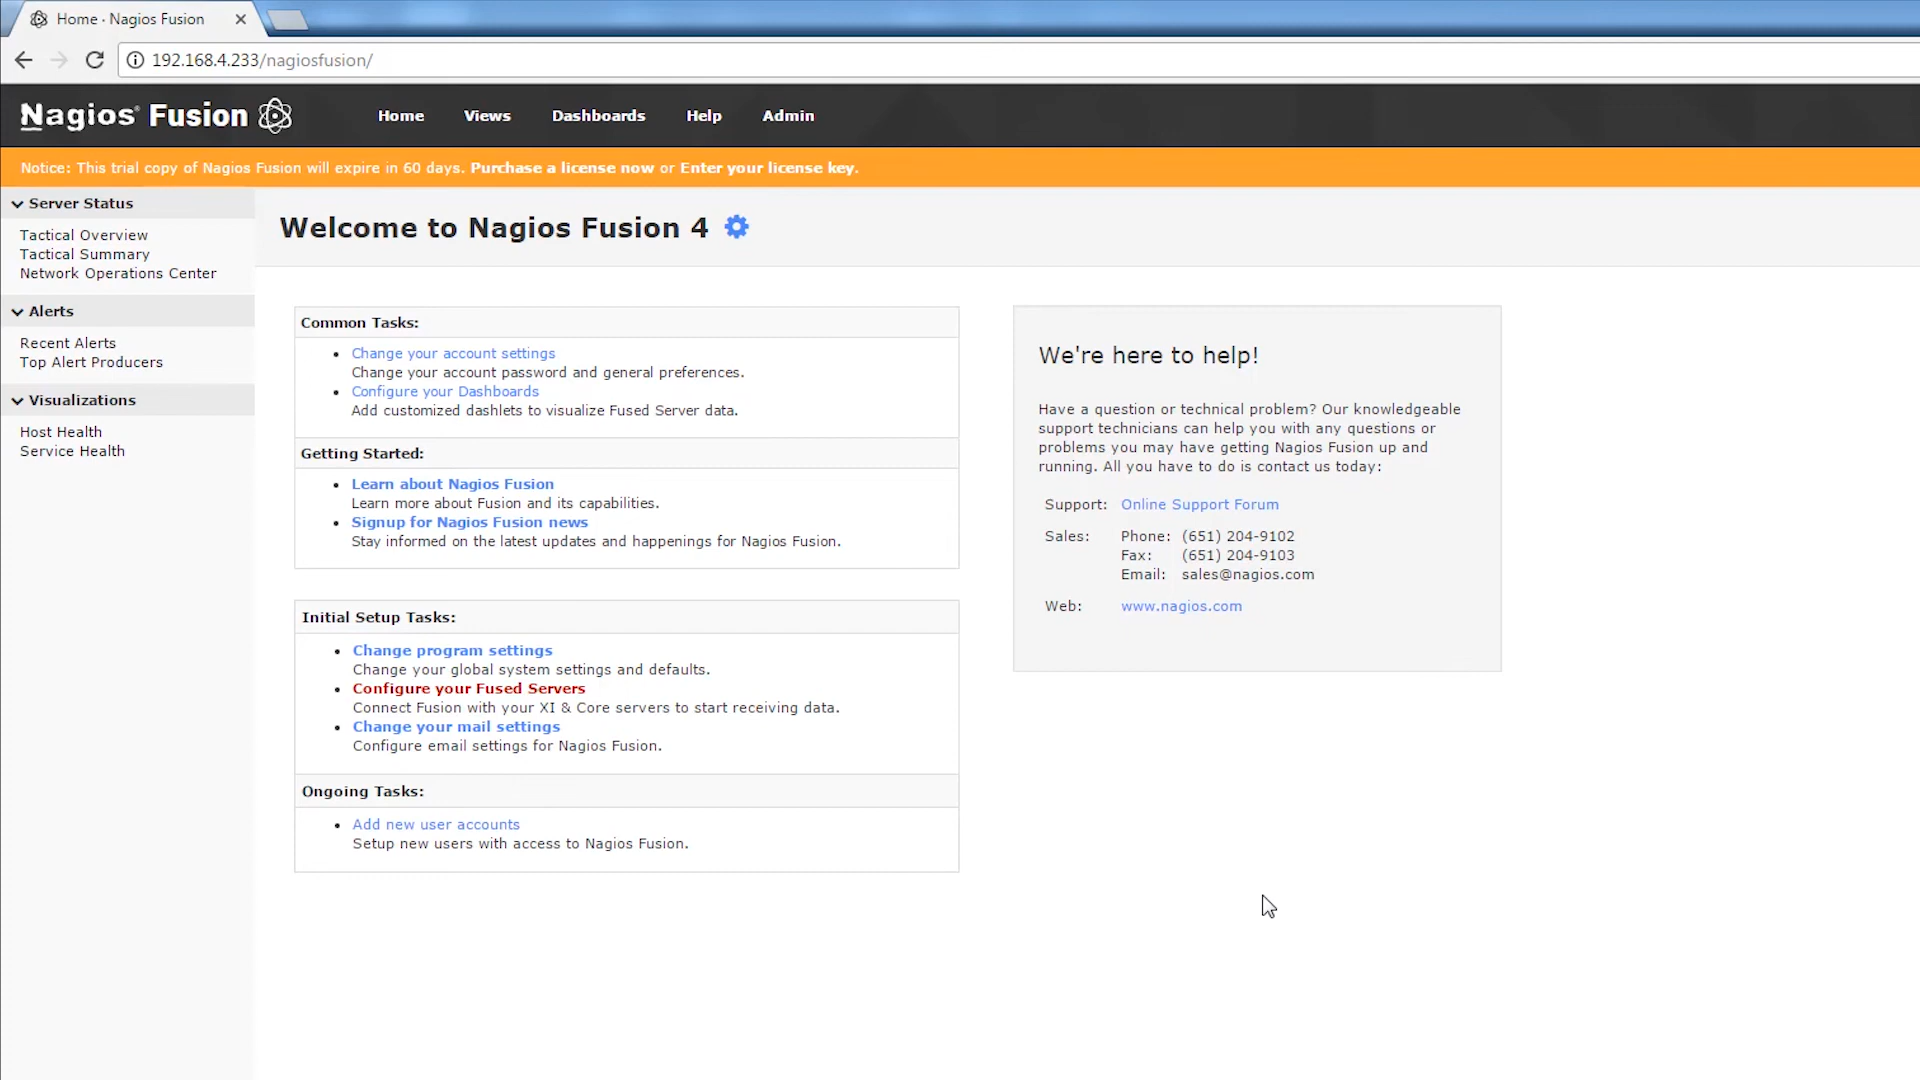 Home · Nagios Fusion
192.168.4.233/nagiosfusion/
Nagios® Fusion
Home Views Dashboards Help Admin
Notice: This trial copy of Nagios Fusion will expire in 60 days. Purchase a license now or Enter your license key.
Server Status
Tactical Overview
Tactical Summary
Network Operations Center
Alerts
Recent Alerts
Top Alert Producers
Visualizations
Host Health
Service Health
Welcome to Nagios Fusion 4
Common Tasks:
Change your account settings
Change your account password and general preferences.
Configure your Dashboards
Add customized dashlets to visualize Fused Server data.
Getting Started:
Learn about Nagios Fusion
Learn more about Fusion and its capabilities.
Signup for Nagios Fusion news
Stay informed on the latest updates and happenings for Nagios Fusion.
Initial Setup Tasks:
Change program settings
Change your global system settings and defaults.
Configure your Fused Servers
Connect Fusion with your XI & Core servers to start receiving data.
Change your mail settings
Configure email settings for Nagios Fusion.
Ongoing Tasks:
Add new user accounts
Setup new users with access to Nagios Fusion.
We're here to help!
Have a question or technical problem? Our knowledgeable
support technicians can help you with any questions or
problems you may have getting Nagios Fusion up and
running. All you have to do is contact us today:
Support: Online Support Forum
Sales: Phone: (651) 204-9102
Fax: (651) 204-9103
Email: sales@nagios.com
Web: www.nagios.com